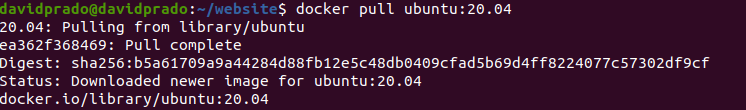 davidprado@davidprado:~/website$ docker pull ubuntu:20.04
20.04: Pulling from library/ubuntu
ea362f368469: Pull complete
Digest: sha256:b5a61709a9a44284d88fb12e5c48db0409cfad5b69d4ff8224077c57302df9cf
Status: Downloaded newer image for ubuntu:20.04
docker.io/library/ubuntu:20.04